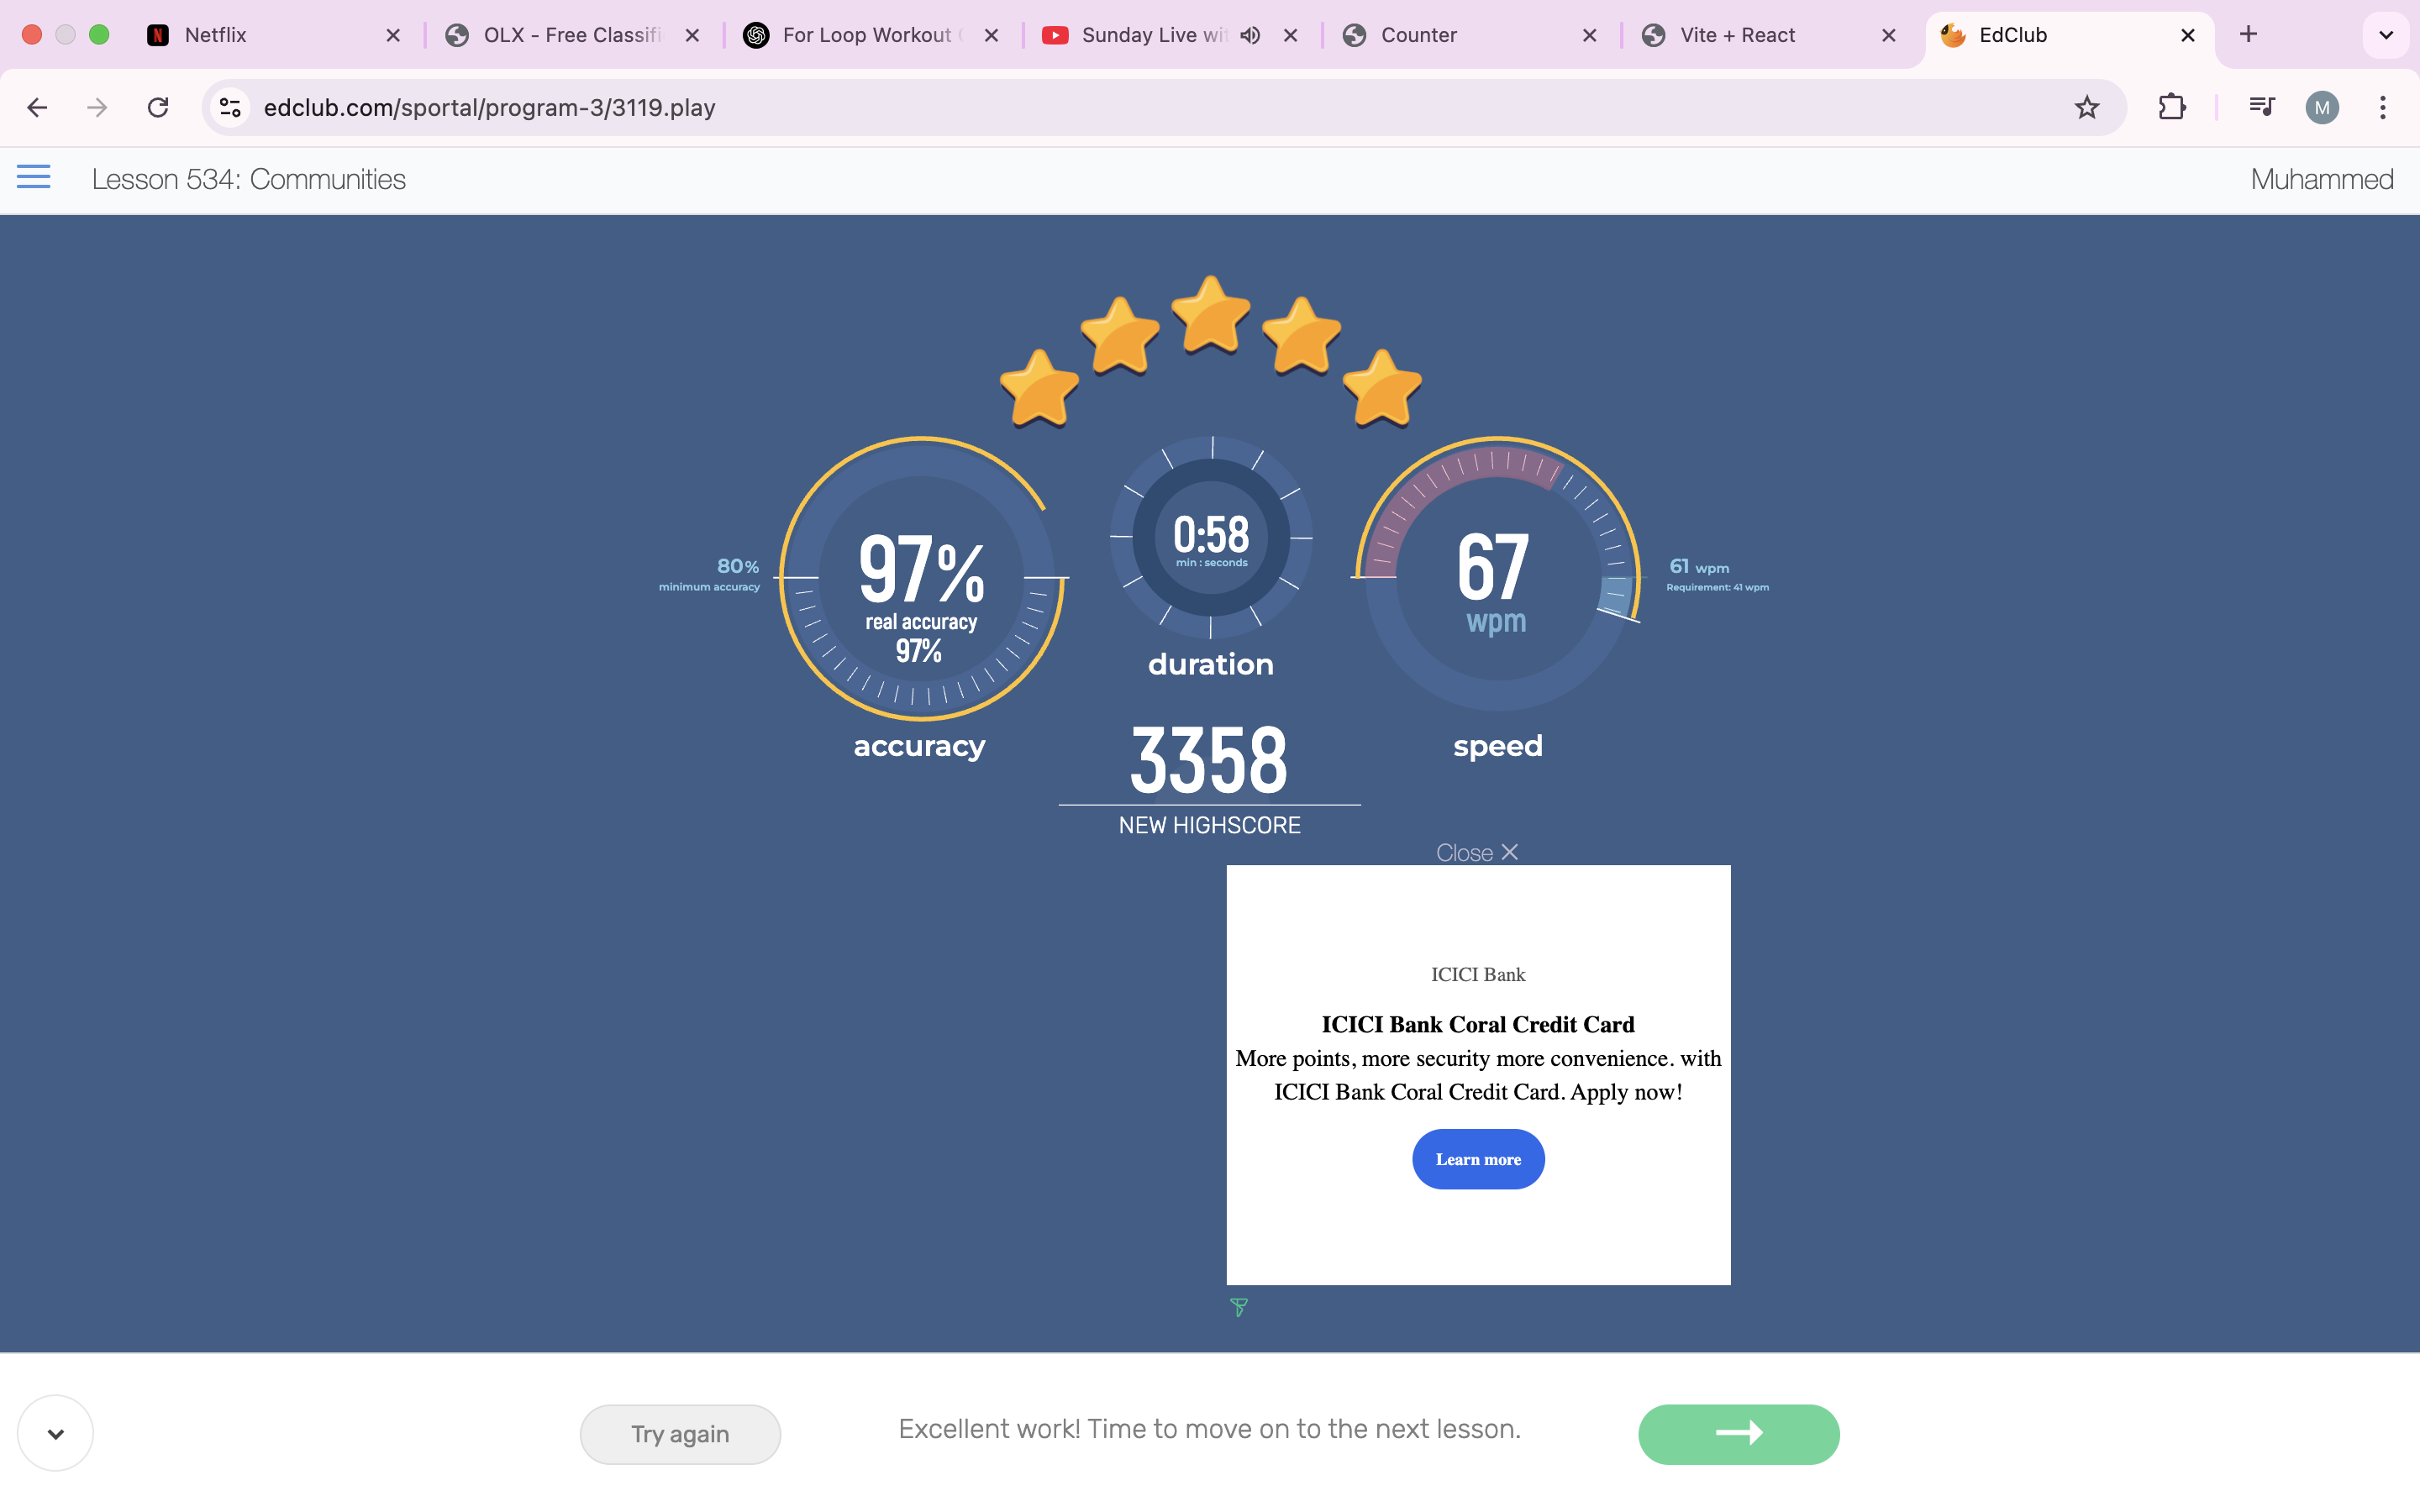 Netflix
OLX - Free Classifi
For Loop Workout
Sunday Live wit
Counter
Vite + React
EdClub
edclub.com/sportal/program-3/3119.play
M
Lesson 534: Communities
Muhammed
80%
minimum accuracy
97%
real accuracy
97%
accuracy
0:58
min : seconds
duration
67
wpm
speed
61 wpm
Requirement: 41 wpm
3358
NEW HIGHSCORE
Close
ICICI Bank
ICICI Bank Coral Credit Card
More points, more security more convenience. with
ICICI Bank Coral Credit Card. Apply now!
Learn more
Try again
Excellent work! Time to move on to the next lesson.